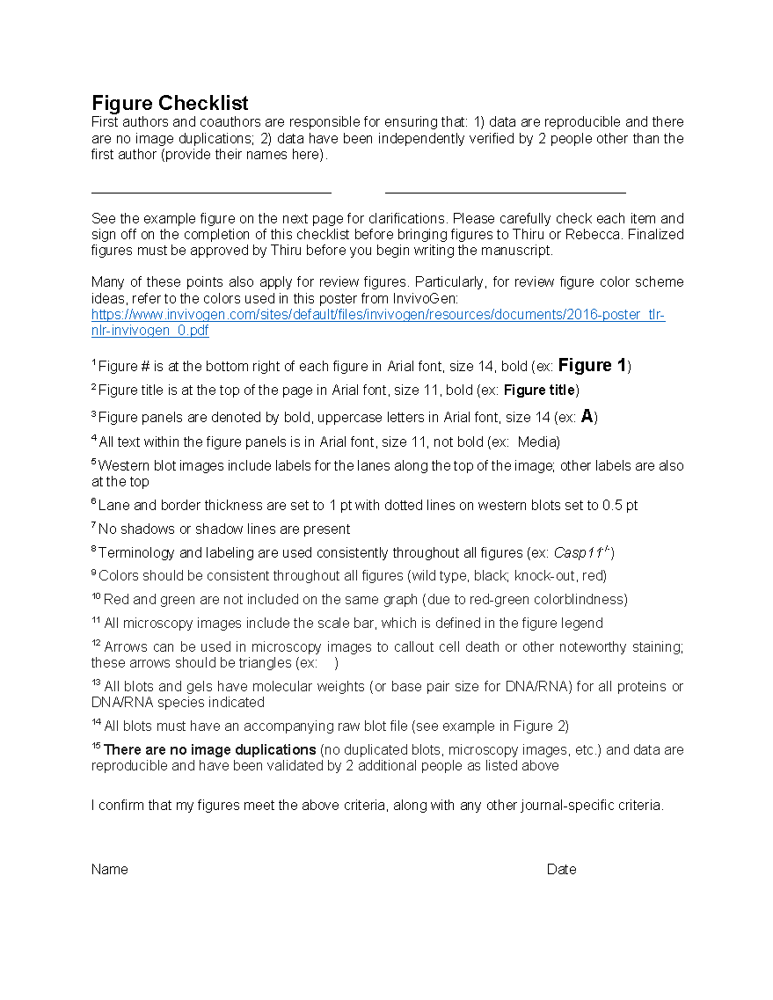 Figure Checklist
First authors and coauthors are responsible for ensuring that: 1) data are reproducible and there
are no image duplications; 2) data have been independently verified by 2 people other than the
first author (provide their names here).
See the example figure on the next page for clarifications. Please carefully check each item and
sign off on the completion of this checklist before bringing figures to Thiru or Rebecca. Finalized
figures must be approved by Thiru before you begin writing the manuscript.
Many of these points also apply for review figures. Particularly, for review figure color scheme
ideas, refer to the colors used in this poster from InvivoGen:
https://www.invivogen.com/sites/default/files/invivogen/resources/documents/2016-poster_tlr-
nlr-invivogen_0.pdf
1 Figure # is at the bottom right of each figure in Arial font, size 14, bold (ex: Figure 1)
2 Figure title is at the top of the page in Arial font, size 11, bold (ex: Figure title)
3 Figure panels are denoted by bold, uppercase letters in Arial font, size 14 (ex: A)
4 All text within the figure panels is in Arial font, size 11, not bold (ex: Media)
5 Western blot images include labels for the lanes along the top of the image; other labels are also
at the top
6 Lane and border thickness are set to 1 pt with dotted lines on western blots set to 0.5 pt
7 No shadows or shadow lines are present
8 Terminology and labeling are used consistently throughout all figures (ex: Casp11-/-)
9 Colors should be consistent throughout all figures (wild type, black; knock-out, red)
10 Red and green are not included on the same graph (due to red-green colorblindness)
11 All microscopy images include the scale bar, which is defined in the figure legend
12 Arrows can be used in microscopy images to callout cell death or other noteworthy staining;
these arrows should be triangles (ex: )
13 All blots and gels have molecular weights (or base pair size for DNA/RNA) for all proteins or
DNA/RNA species indicated
14 All blots must have an accompanying raw blot file (see example in Figure 2)
15 There are no image duplications (no duplicated blots, microscopy images, etc.) and data are
reproducible and have been validated by 2 additional people as listed above
I confirm that my figures meet the above criteria, along with any other journal-specific criteria.
Name Date